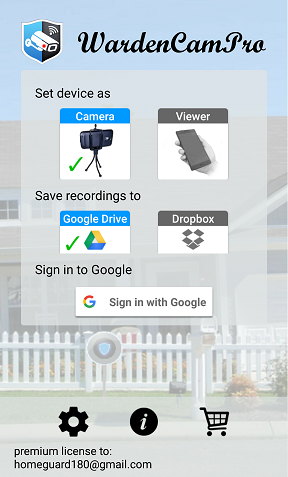 WardenCamPro
Set device as
Camera
Viewer
Save recordings to
Google Drive
Dropbox
Sign in to Google
G Sign in with Google
i
premium license to:
homeguard180@gmail.com